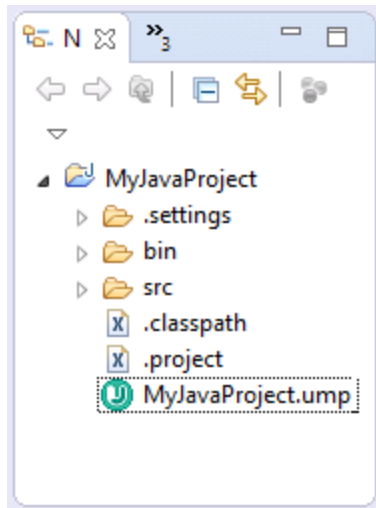 N »3
MyJavaProject
.settings
bin
src
.classpath
.project
MyJavaProject.ump